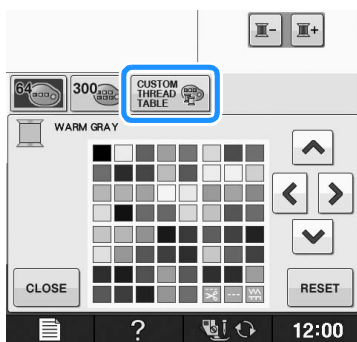 64
300
CUSTOM
THREAD
TABLE
WARM GRAY
CLOSE
RESET
?
12:00